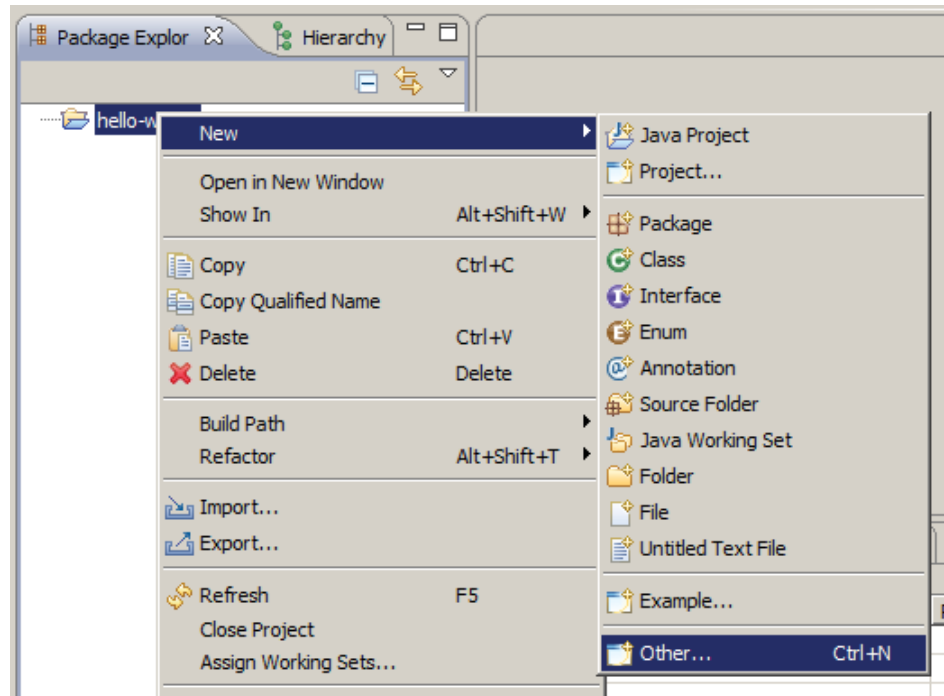 Package Explor
Hierarchy
New
Open in New Window
Show In Alt+Shift+W
Copy Ctrl+C
Copy Qualified Name
Paste Ctrl+V
Delete Delete
Build Path
Refactor Alt+Shift+T
Import...
Export...
Refresh F5
Close Project
Assign Working Sets...
Java Project
Project...
Package
Class
Interface
Enum
Annotation
Source Folder
Java Working Set
Folder
File
Untitled Text File
Example...
Other... Ctrl+N